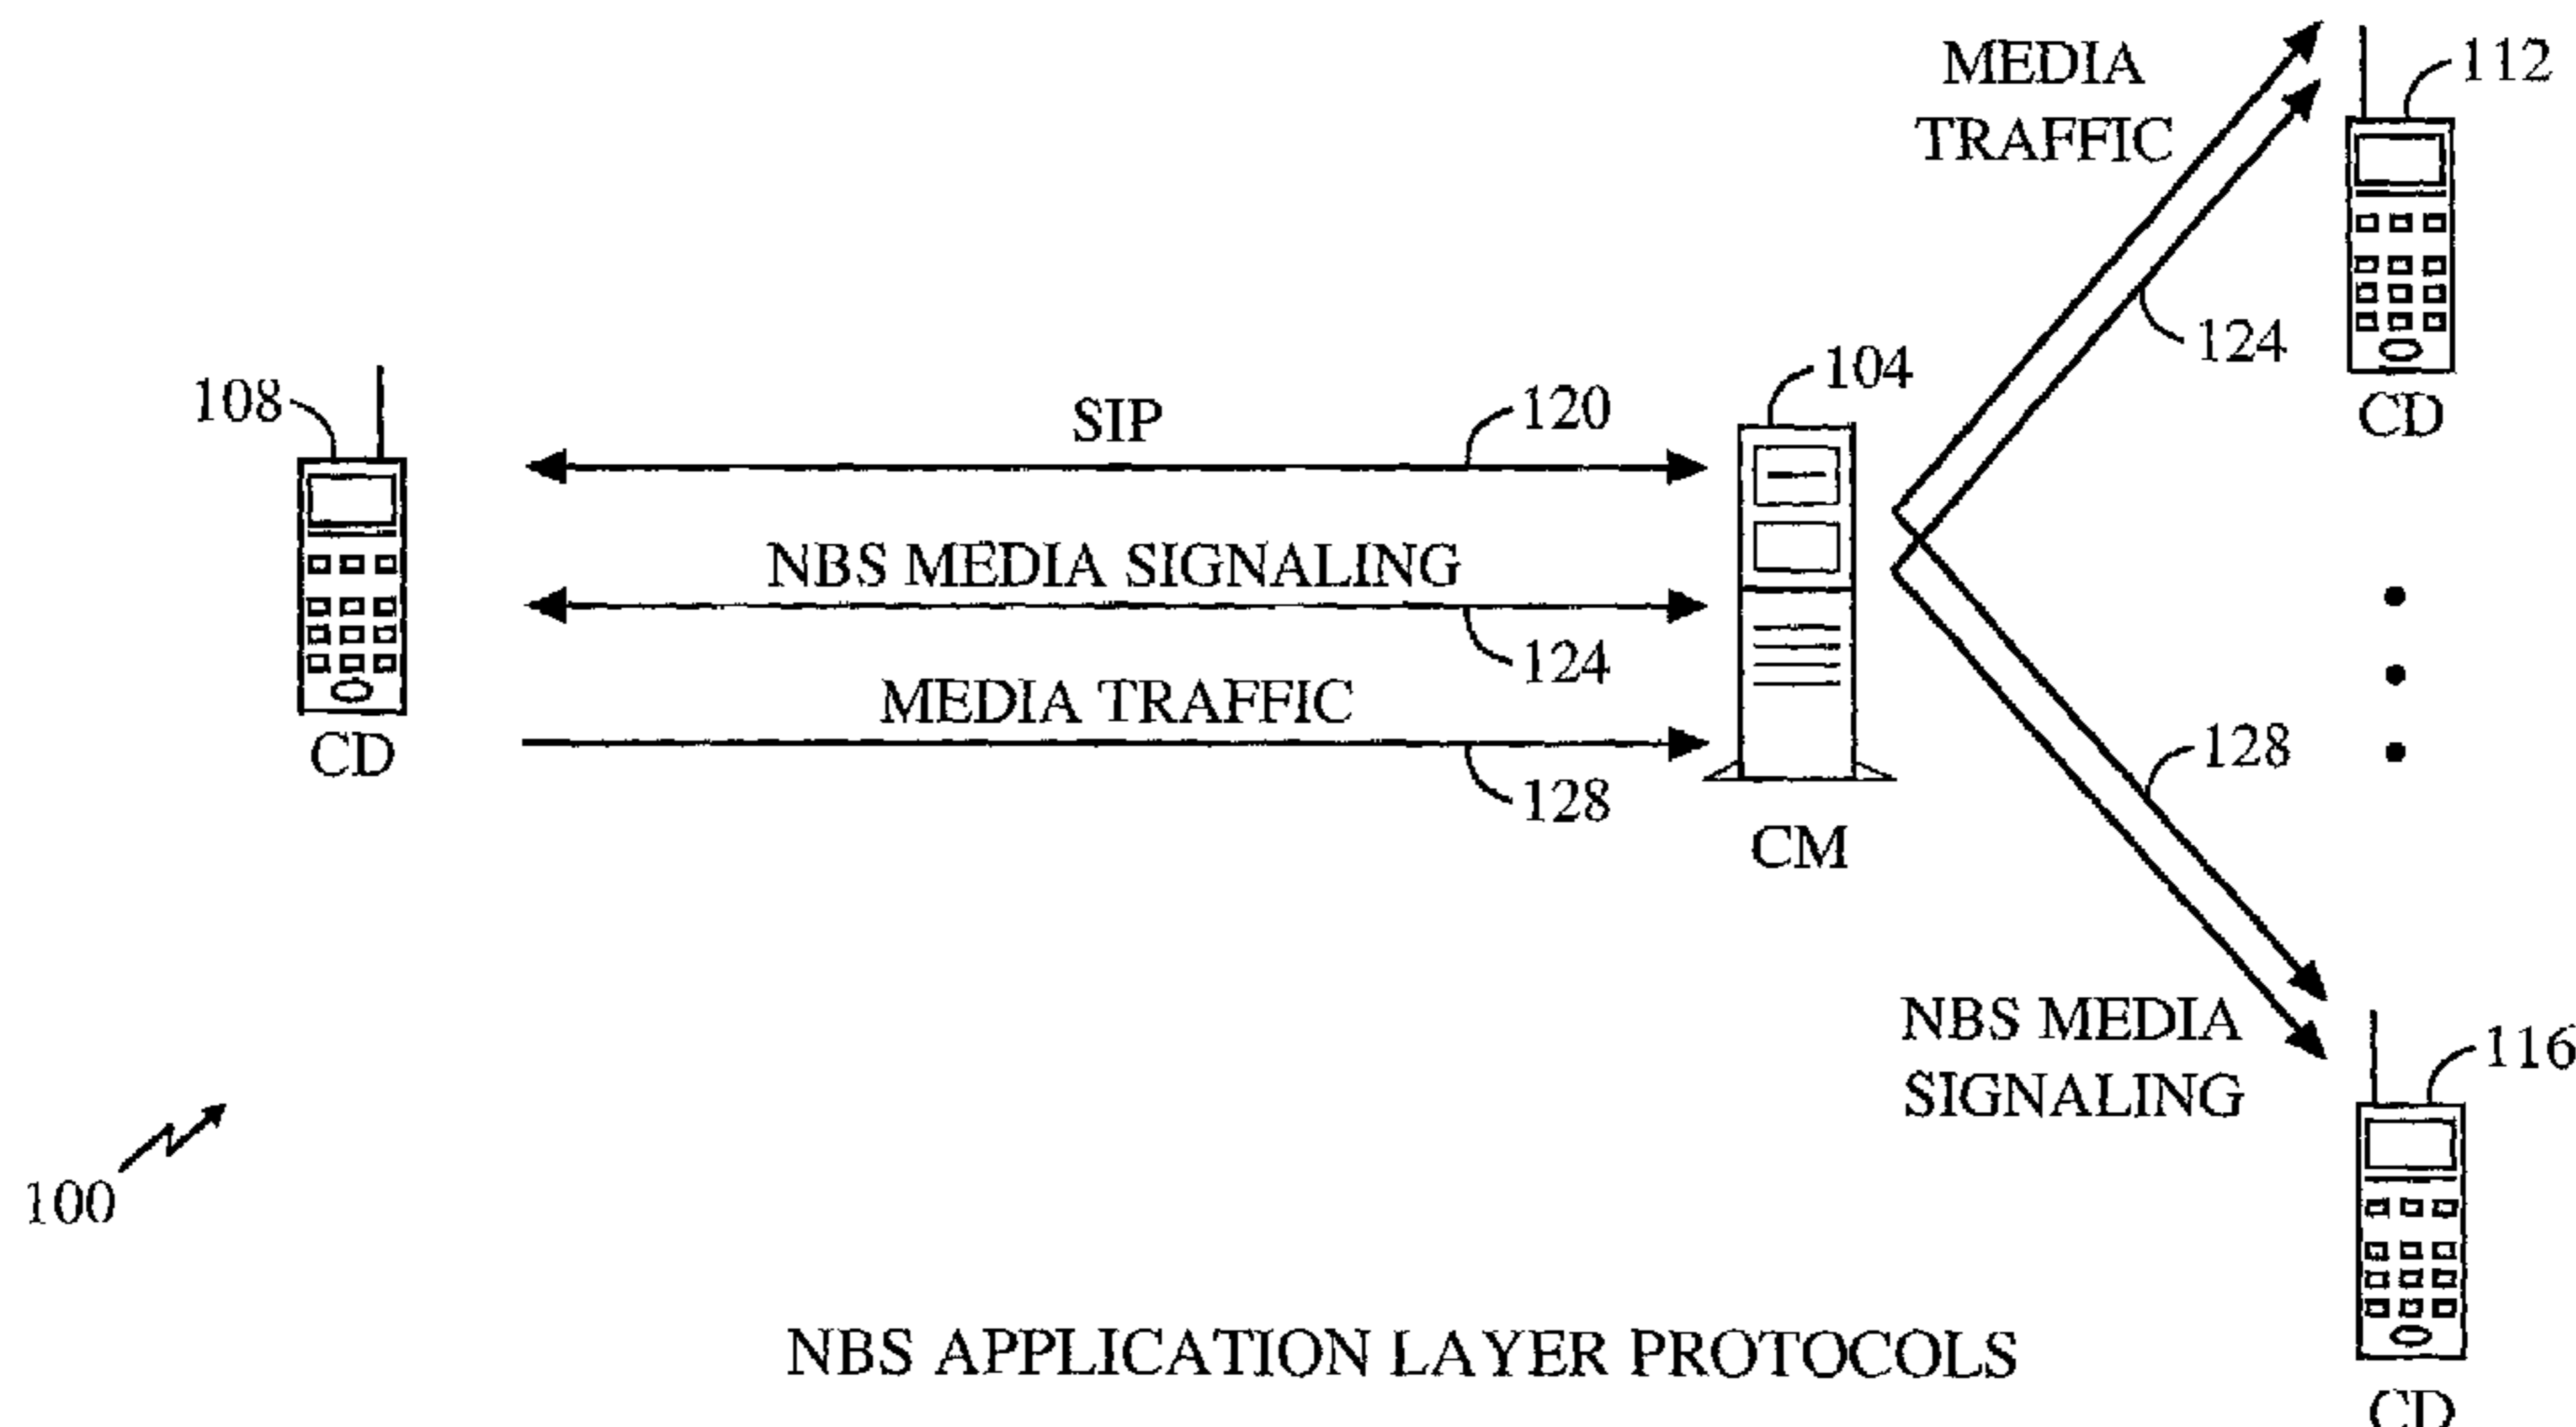 MEDIA
TRAFFIC
112
124
CD
108
SIP
120
104
NBS MEDIA SIGNALING
124
MEDIA TRAFFIC
128
CD
CM
128
NBS MEDIA
SIGNALING
116
100
NBS APPLICATION LAYER PROTOCOLS
CD